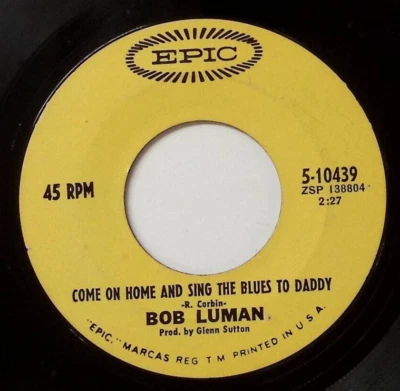 EPIC
45 RPM
5-10439
ZSP 138804
2:27
COME ON HOME AND SING THE BLUES TO DADDY
-R. Corbin-
BOB LUMAN
Prod. by Glenn Sutton
"EPIC," MARCAS REG T M PRINTED IN U.S.A.